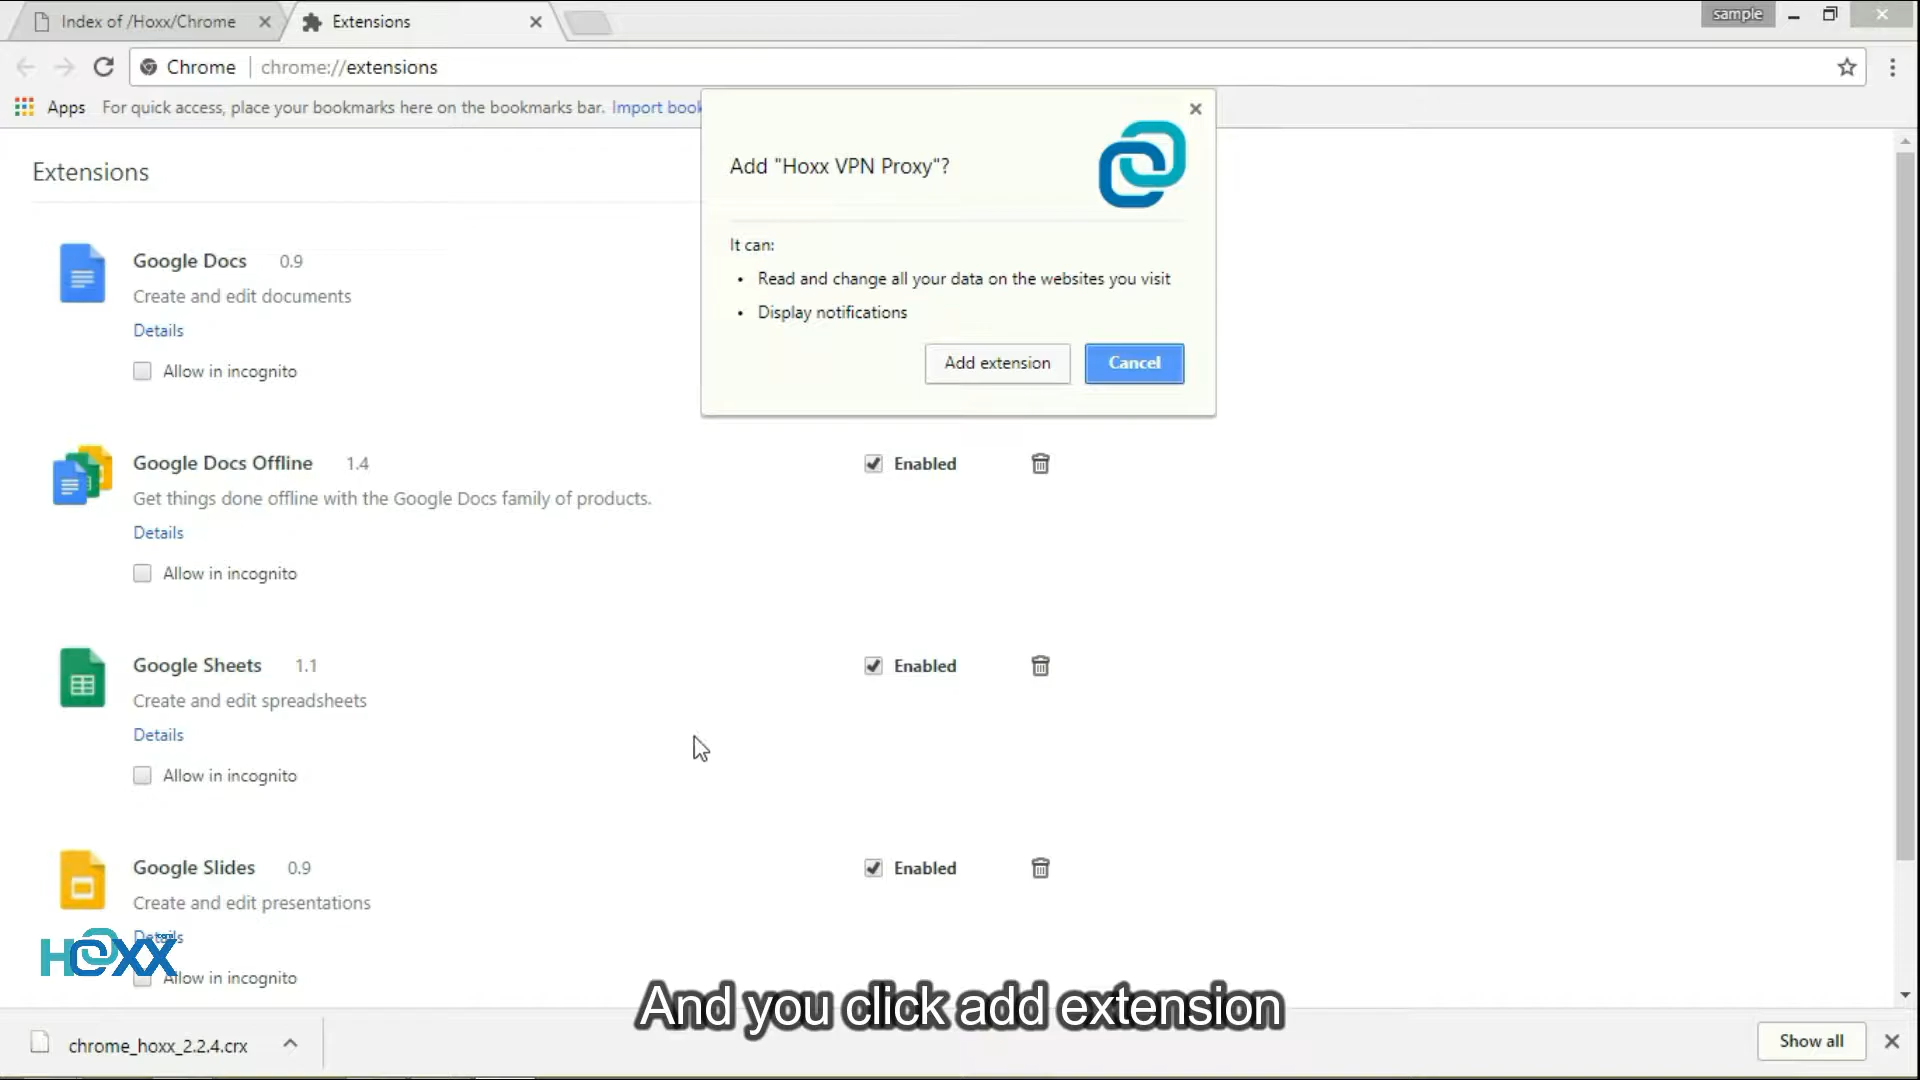 Index of /Hoxx/Chrome
Extensions
sample
Chrome
chrome://extensions
Apps
For quick access, place your bookmarks here on the bookmarks bar. Import book
Add "Hoxx VPN Proxy"?
It can:
• Read and change all your data on the websites you visit
• Display notifications
Add extension
Cancel
Extensions
Google Docs 0.9
Create and edit documents
Details
Allow in incognito
Google Docs Offline 1.4
Enabled
Get things done offline with the Google Docs family of products.
Details
Allow in incognito
Google Sheets 1.1
Enabled
Create and edit spreadsheets
Details
Allow in incognito
Google Slides 0.9
Enabled
Create and edit presentations
Details
HOXX
Allow in incognito
And you click add extension
chrome_hoxx_2.2.4.crx
Show all